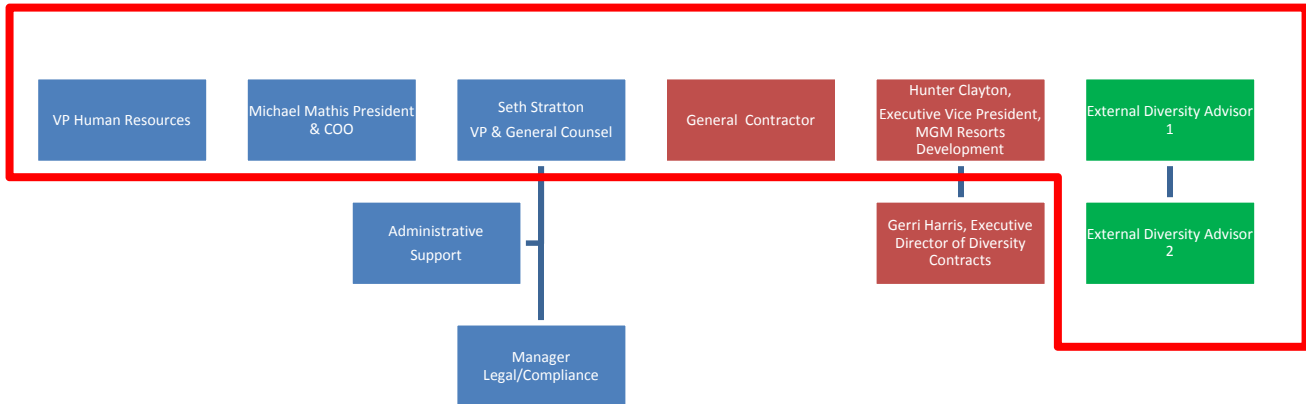 VP Human Resources
Michael Mathis President
& COO
Seth Stratton
VP & General Counsel
General Contractor
Hunter Clayton,
Executive Vice President,
MGM Resorts
Development
External Diversity Advisor
1
Administrative
Support
Gerri Harris, Executive
Director of Diversity
Contracts
External Diversity Advisor
2
Manager
Legal/Compliance